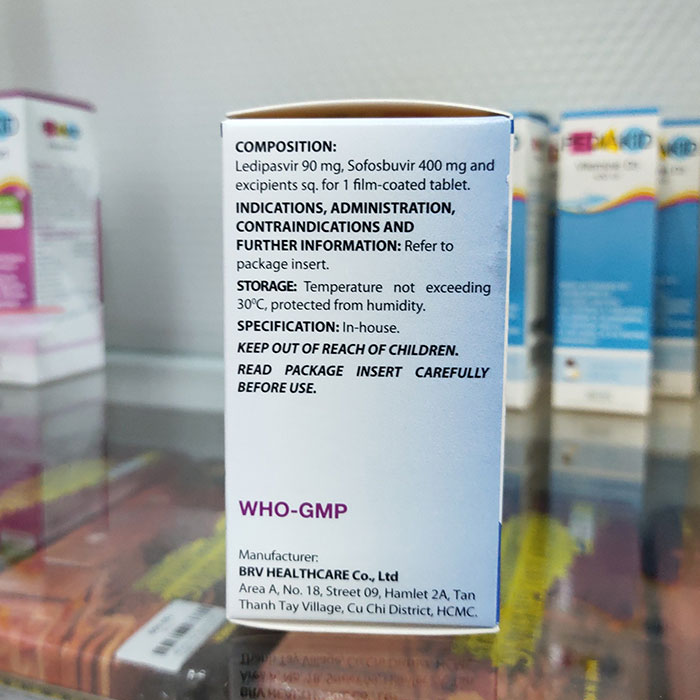 COMPOSITION:
Ledipasvir 90 mg, Sofosbuvir 400 mg and
excipients sq. for 1 film-coated tablet.
INDICATIONS, ADMINISTRATION,
CONTRAINDICATIONS AND
FURTHER INFORMATION: Refer to
package insert.
STORAGE: Temperature not exceeding
30⁰C, protected from humidity.
SPECIFICATION: In-house.
KEEP OUT OF REACH OF CHILDREN.
READ PACKAGE INSERT CAREFULLY
BEFORE USE.
WHO-GMP
Manufacturer:
BRV HEALTHCARE Co., Ltd
Area A, No. 18, Street 09, Hamlet 2A, Tan
Thanh Tay Village, Cu Chi District, HCMC.
PEDIAKID